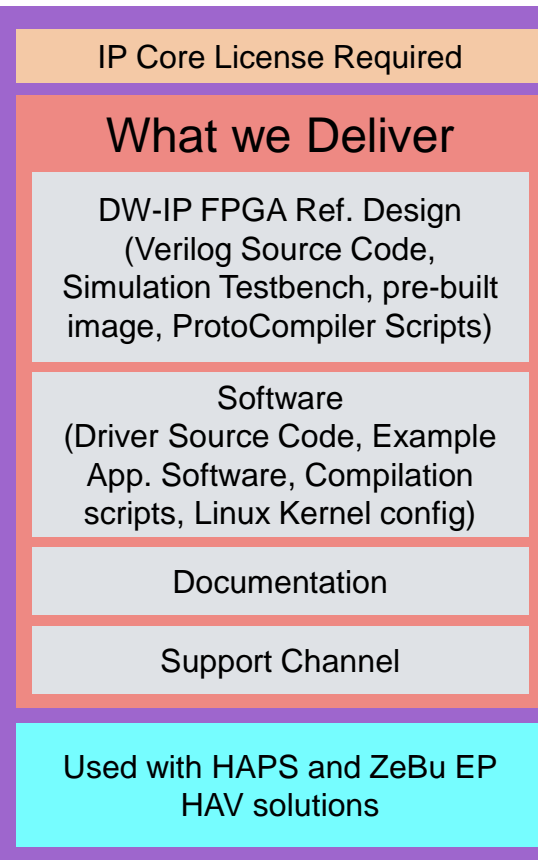 IP Core License Required
What we Deliver
DW-IP FPGA Ref. Design
(Verilog Source Code,
Simulation Testbench, pre-built
image, ProtoCompiler Scripts)
Software
(Driver Source Code, Example
App. Software, Compilation
scripts, Linux Kernel config)
Documentation
Support Channel
Used with HAPS and ZeBu EP
HAV solutions